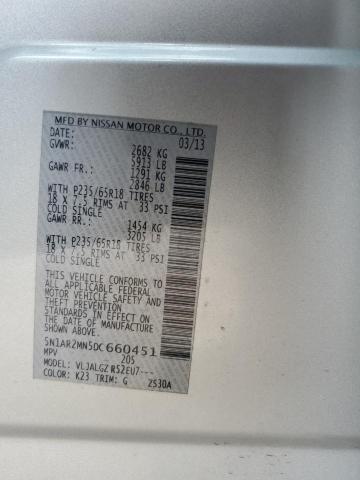 MFD BY NISSAN MOTOR CO., LTD.
DATE: 03/13
GVWR: 2682 KG
5913 LB
GAWR FR.: 1291 KG
2846 LB
WITH P235/65R18 TIRES
18 X 7.5 RIMS AT 33 PSI
COLD SINGLE
GAWR RR.: 1454 KG
3205 LB
WITH P235/65R18 TIRES
18 X 7.5 RIMS AT 33 PSI
COLD SINGLE
THIS VEHICLE CONFORMS TO
ALL APPLICABLE FEDERAL
MOTOR VEHICLE SAFETY AND
THEFT PREVENTION
STANDARDS IN EFFECT ON
THE DATE OF MANUFACTURE
SHOWN ABOVE.
5N1AR2MN5DC660451
MPV 205
MODEL: VLJALGZ R52EU7---
COLOR: K23 TRIM: G ZS30A